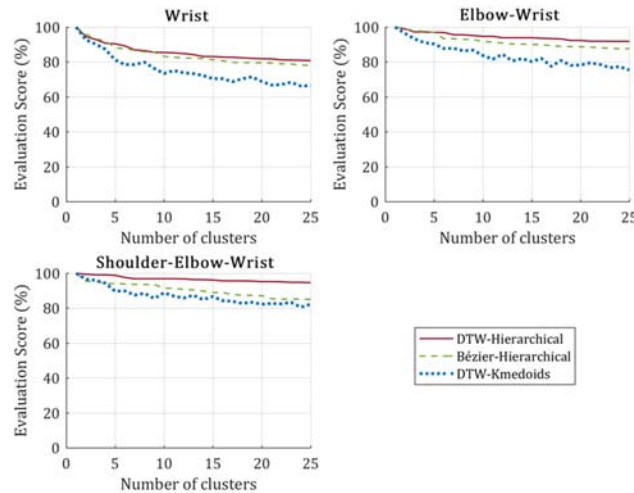 Wrist
Evaluation Score (%)
100
80
60
40
20
0
0 5 10 15 20 25
Number of clusters
Elbow-Wrist
Evaluation Score (%)
100
80
60
40
20
0
0 5 10 15 20 25
Number of clusters
Shoulder-Elbow-Wrist
Evaluation Score (%)
100
80
60
40
20
0
0 5 10 15 20 25
Number of clusters
DTW-Hierarchical
Bézier-Hierarchical
DTW-Kmedoids